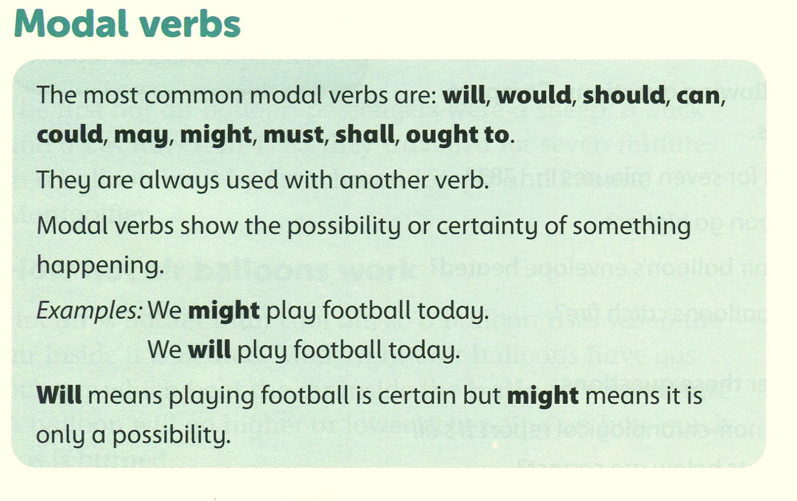 Modal verbs
The most common modal verbs are: will, would, should, can,
could, may, might, must, shall, ought to.
They are always used with another verb.
Modal verbs show the possibility or certainty of something
happening.
Examples: We might play football today.
We will play football today.
Will means playing football is certain but might means it is
only a possibility.